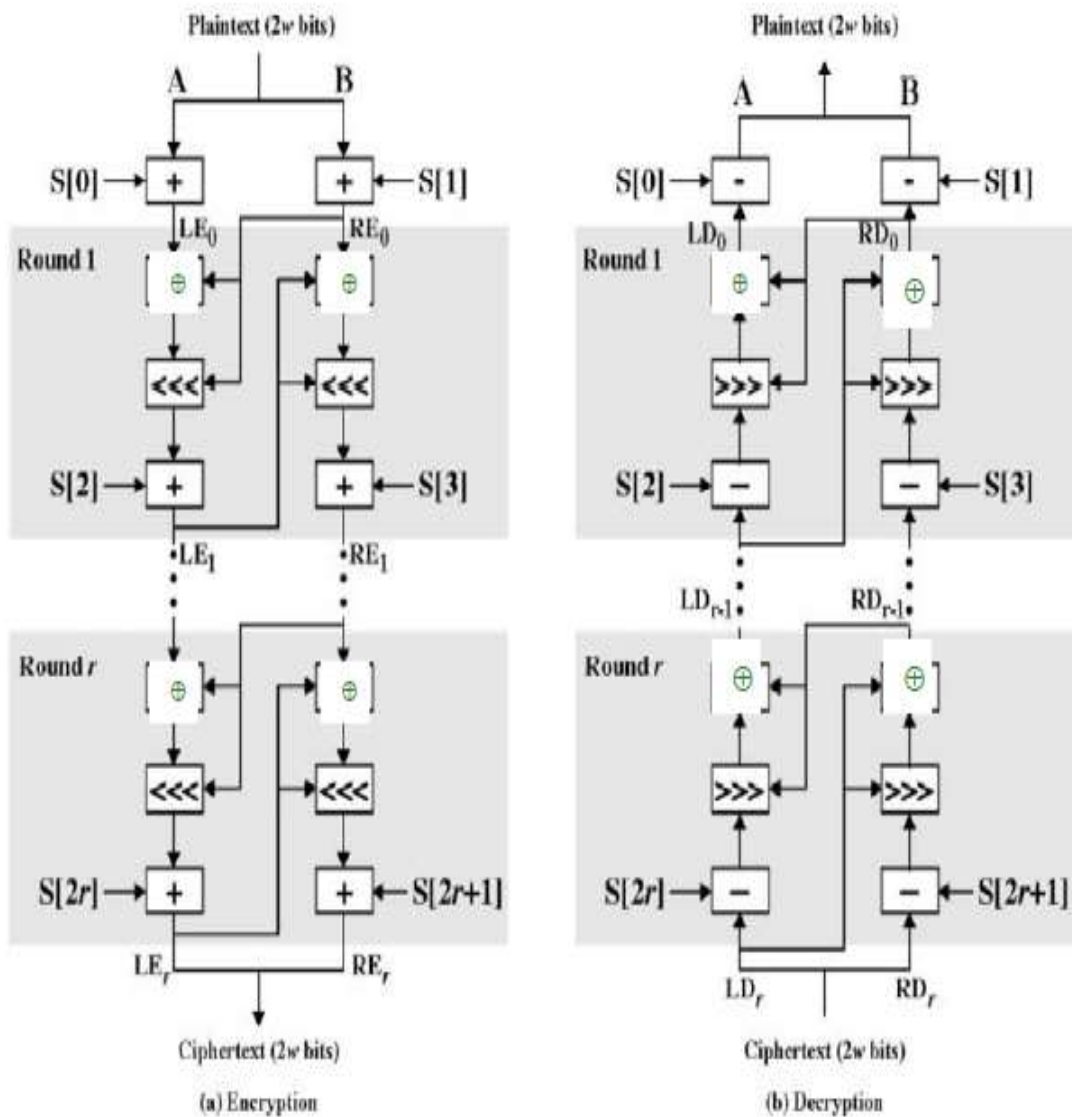 Plaintext (2w bits)
A B
S[0] + + S[1]
LE0 RE0
Round 1
⊕ ⊕
<<< <<<
S[2] + + S[3]
LE1 RE1
Round r
⊕ ⊕
<<< <<<
S[2r] + + S[2r+1]
LEr REr
Ciphertext (2w bits)
(a) Encryption
Plaintext (2w bits)
A B
S[0] - - S[1]
LD0 RD0
Round 1
⊕ ⊕
>>> >>>
S[2] − − S[3]
LDr-1 RDr-1
Round r
⊕ ⊕
>>> >>>
S[2r] − − S[2r+1]
LDr RDr
Ciphertext (2w bits)
(b) Decryption